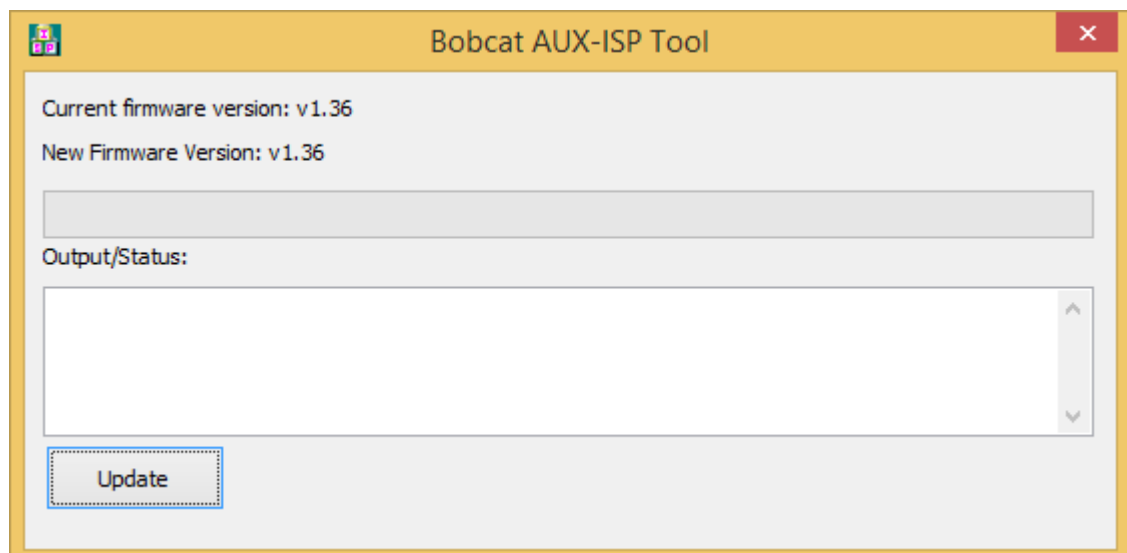 Bobcat AUX-ISP Tool
Current firmware version: v1.36
New Firmware Version: v1.36
Output/Status:
Update